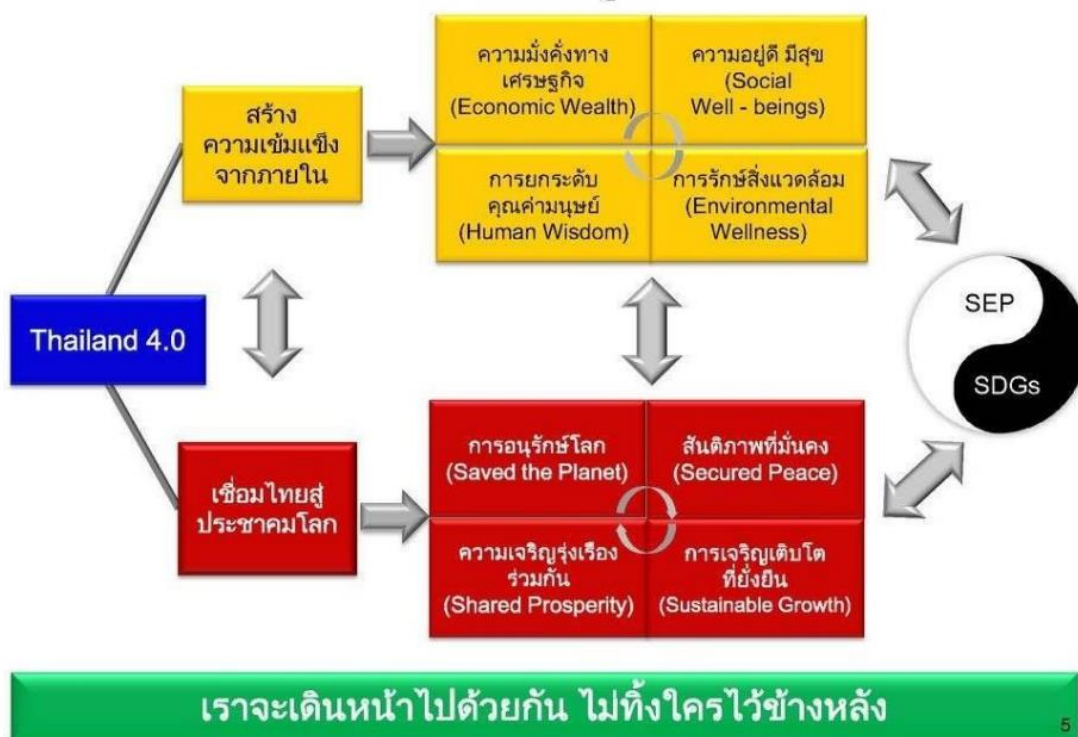 ความมั่งคั่งทาง
เศรษฐกิจ
(Economic Wealth)
ความอยู่ดี มีสุข
(Social
Well - beings)
สร้าง
ความเข้มแข็ง
จากภายใน
การยกระดับ
คุณค่ามนุษย์
(Human Wisdom)
การรักษ์สิ่งแวดล้อม
(Environmental
Wellness)
Thailand 4.0
SEP
SDGs
เชื่อมไทยสู่
ประชาคมโลก
การอนุรักษ์โลก
(Saved the Planet)
สันติภาพที่มั่นคง
(Secured Peace)
ความเจริญรุ่งเรือง
ร่วมกัน
(Shared Prosperity)
การเจริญเติบโต
ที่ยั่งยืน
(Sustainable Growth)
เราจะเดินหน้าไปด้วยกัน ไม่ทิ้งใครไว้ข้างหลัง
5